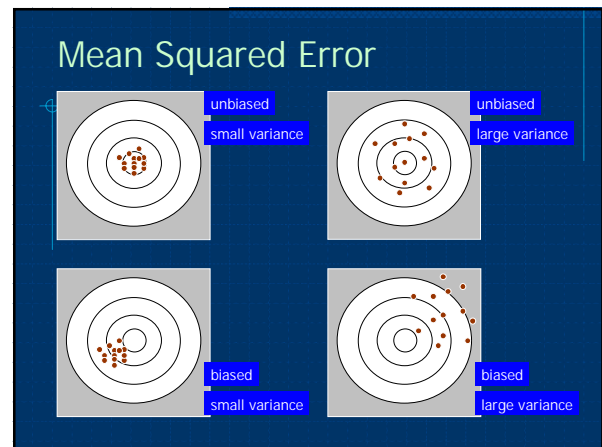 Mean Squared Error
unbiased
small variance
unbiased
large variance
biased
small variance
biased
large variance